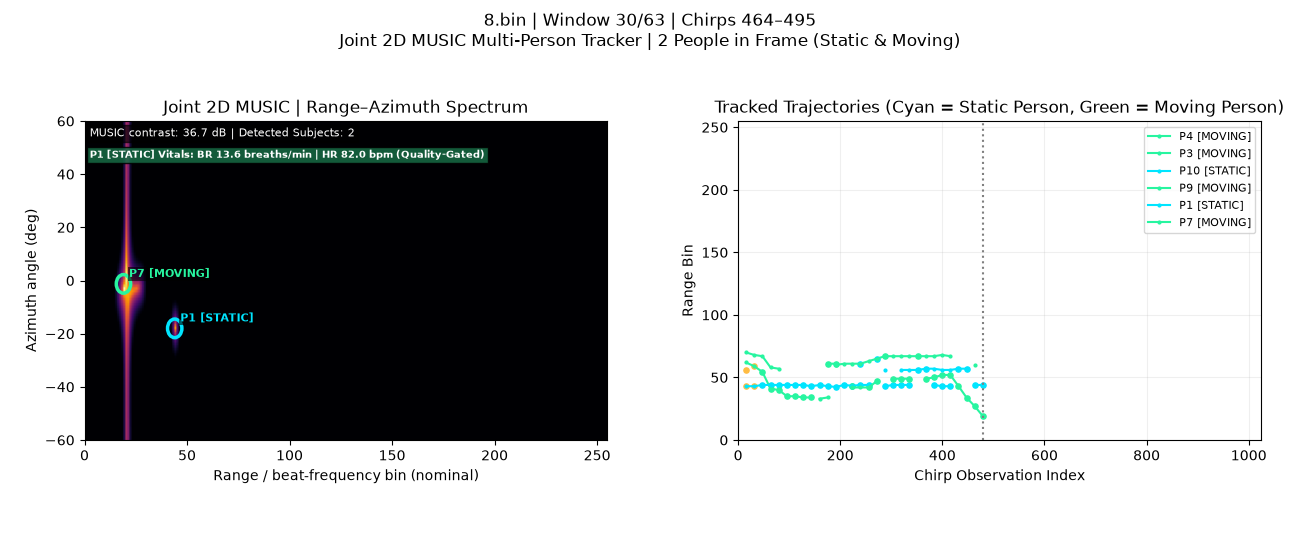 8.bin | Window 30/63 | Chirps 464–495
Joint 2D MUSIC Multi-Person Tracker | 2 People in Frame (Static & Moving)
Joint 2D MUSIC | Range–Azimuth Spectrum
MUSIC contrast: 36.7 dB | Detected Subjects: 2
P1 [STATIC] Vitals: BR 13.6 breaths/min | HR 82.0 bpm (Quality-Gated)
P7 [MOVING]
P1 [STATIC]
Azimuth angle (deg)
60
40
20
0
−20
−40
−60
0 50 100 150 200 250
Range / beat-frequency bin (nominal)
Tracked Trajectories (Cyan = Static Person, Green = Moving Person)
P4 [MOVING]
P3 [MOVING]
P10 [STATIC]
P9 [MOVING]
P1 [STATIC]
P7 [MOVING]
Range Bin
250
200
150
100
50
0
0 200 400 600 800 1000
Chirp Observation Index